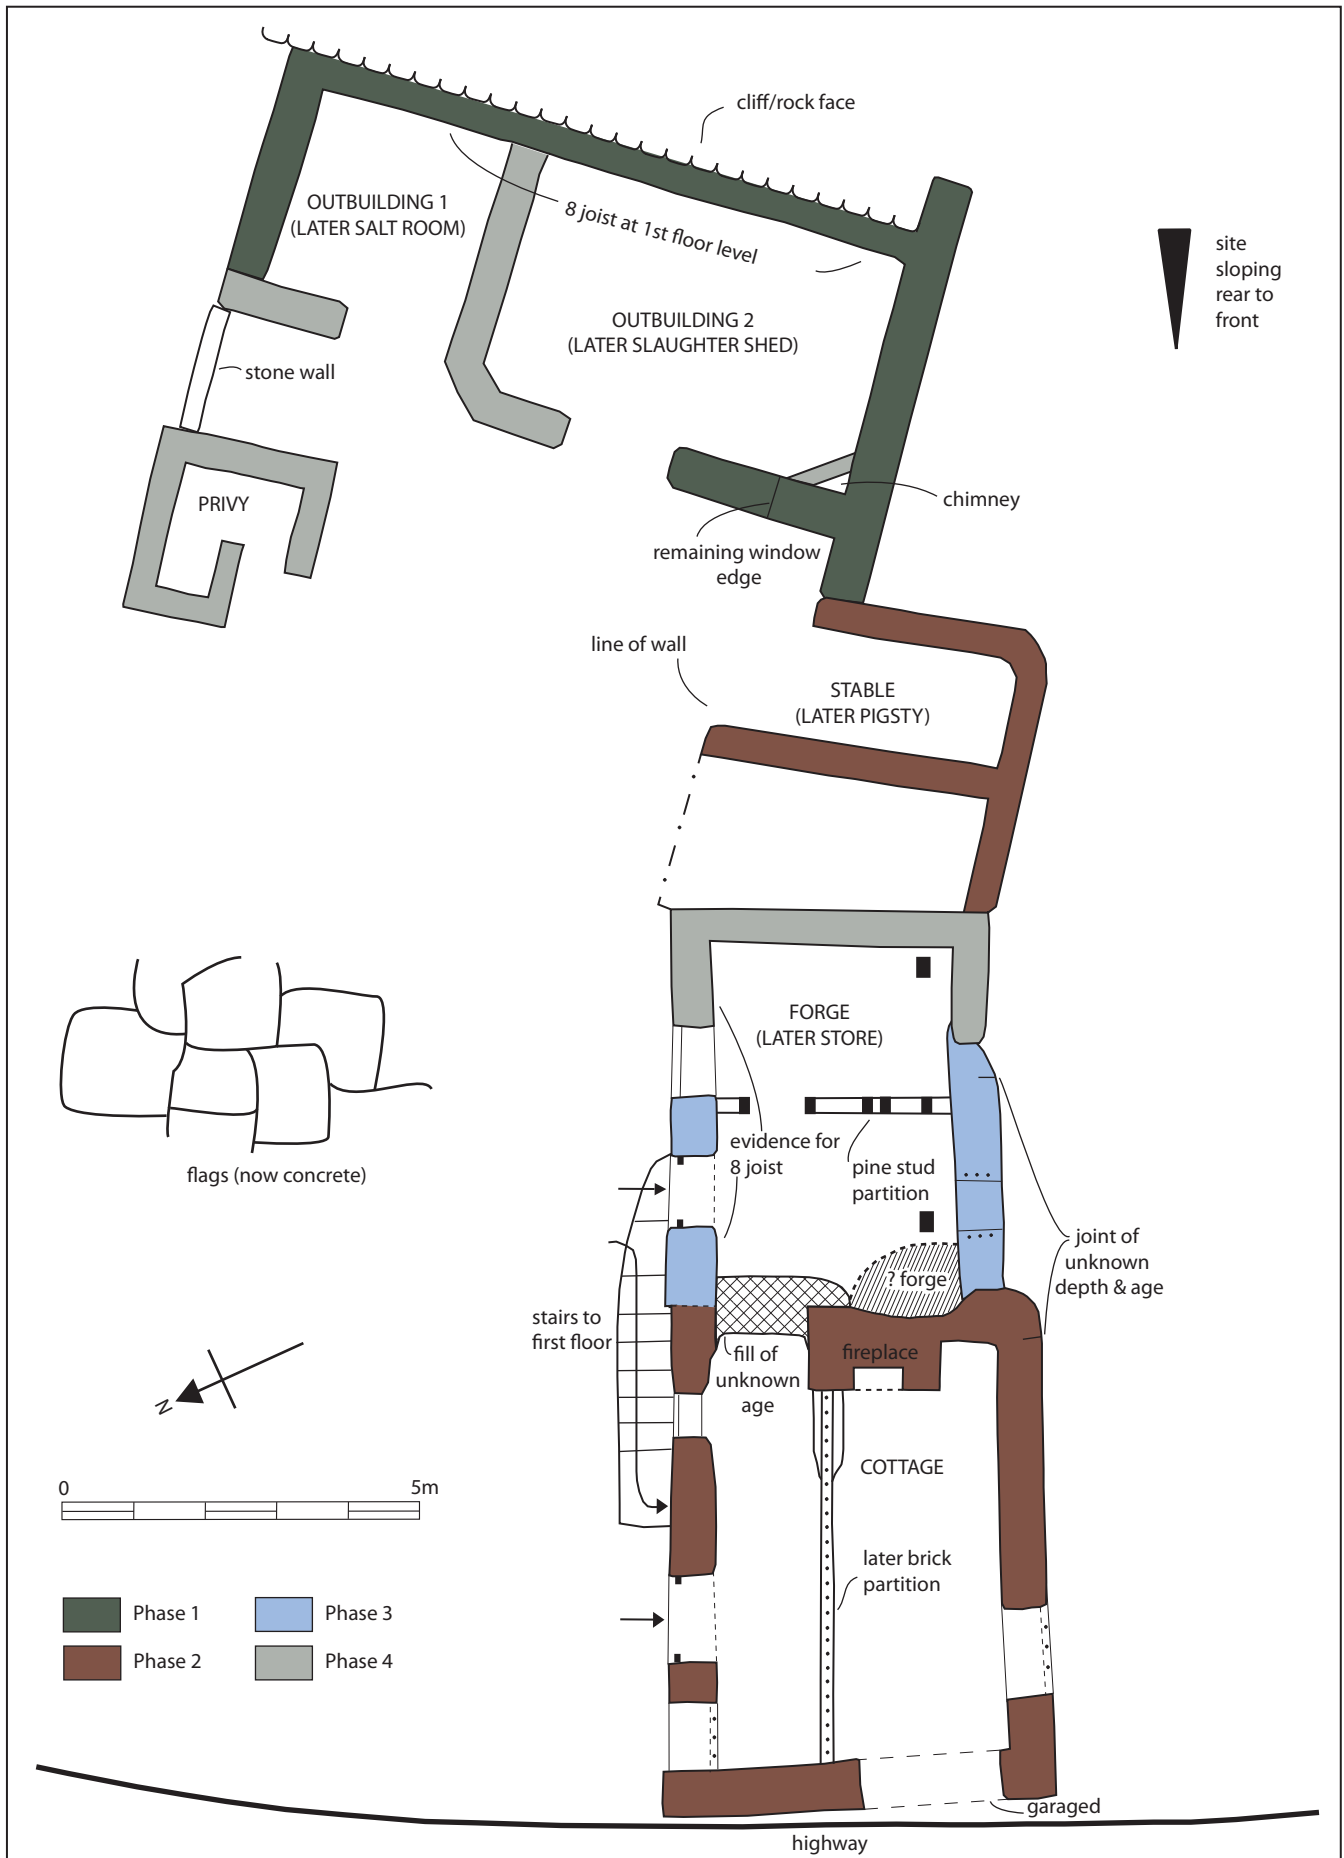 cliff/rock face
OUTBUILDING 1
(LATER SALT ROOM)
8 joist at 1st floor level
site
sloping
rear to
front
OUTBUILDING 2
(LATER SLAUGHTER SHED)
stone wall
PRIVY
chimney
remaining window
edge
line of wall
STABLE
(LATER PIGSTY)
FORGE
(LATER STORE)
flags (now concrete)
evidence for
8 joist
pine stud
partition
joint of
unknown
depth & age
? forge
stairs to
first floor
fill of
unknown
age
fireplace
N
COTTAGE
0
5m
later brick
partition
Phase 1
Phase 3
Phase 2
Phase 4
garaged
highway